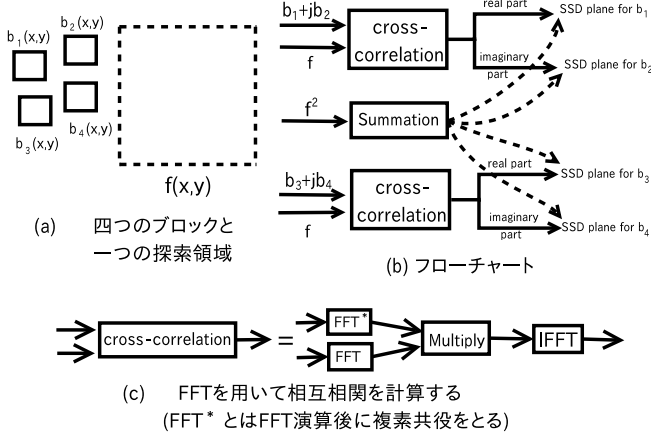 b₁(x,y)
b₂(x,y)
b₃(x,y)
b₄(x,y)
f(x,y)
(a) 四つのブロックと
一つの探索領域
b₁+jb₂
f
cross-
correlation
real part
imaginary
part
SSD plane for b₁
SSD plane for b₂
f²
Summation
b₃+jb₄
f
cross-
correlation
real part
imaginary
part
SSD plane for b₃
SSD plane for b₄
(b) フローチャート
cross-correlation
=
FFT*
FFT
Multiply
IFFT
(c) FFTを用いて相互相関を計算する
(FFT* とはFFT演算後に複素共役をとる)